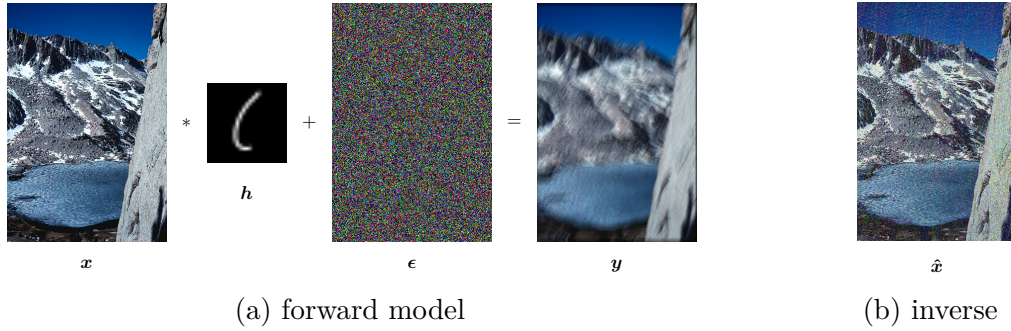 * + =
h
x ϵ y x̂
(a) forward model (b) inverse